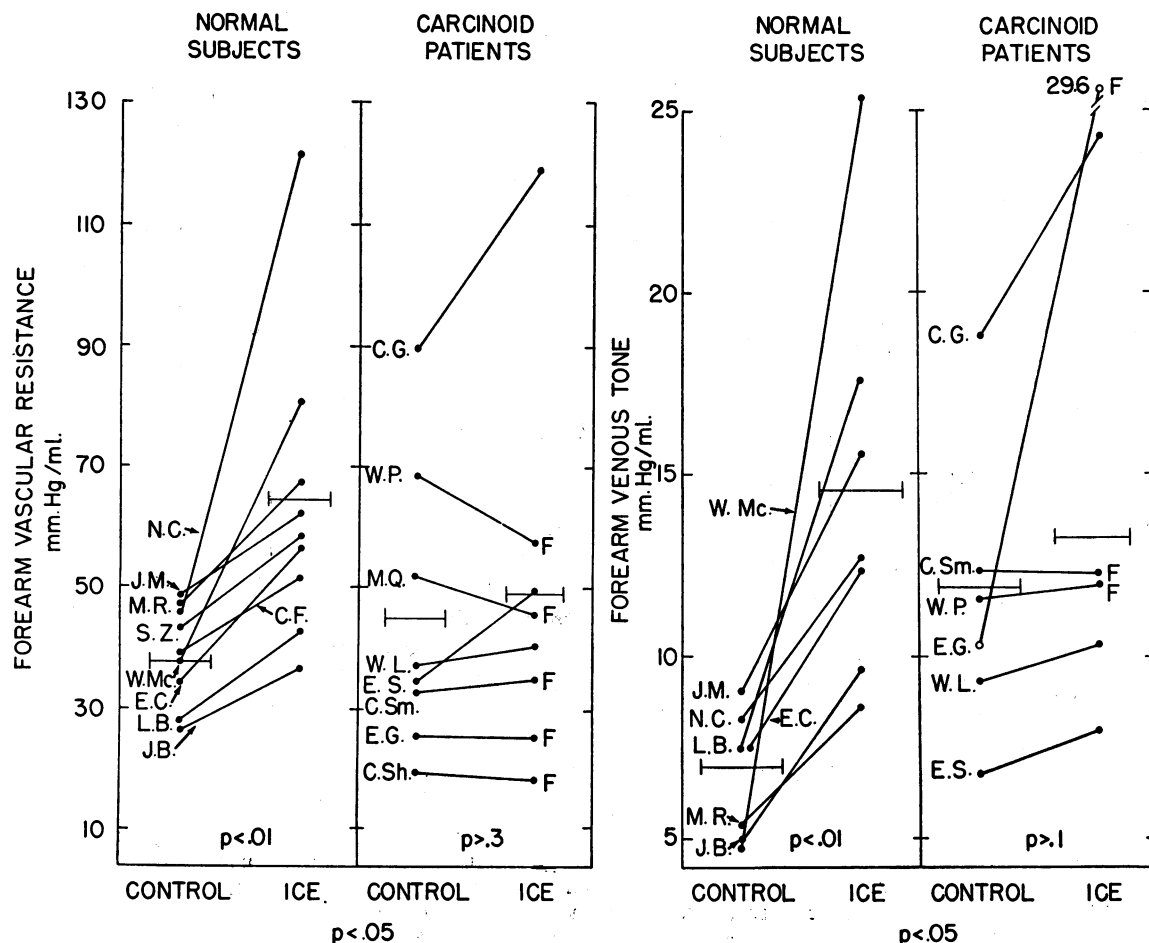 NORMAL
SUBJECTS
CARCINOID
PATIENTS
FOREARM VASCULAR RESISTANCE
mm.Hg/ml.
130
110
90
70
50
30
10
N.C.
J.M.
M.R.
S.Z.
C.F.
W.Mc.
E.C.
L.B.
J.B.
p<.01
C.G.
W.P.
F
M.Q.
F
W.L.
E.S.
C.Sm.
F
E.G.
F
C.Sh.
F
p>.3
CONTROL ICE
CONTROL ICE
p<.05
NORMAL
SUBJECTS
CARCINOID
PATIENTS
FOREARM VENOUS TONE
mm.Hg/ml.
25
20
15
10
5
W.Mc.
J.M.
N.C.
E.C.
L.B.
M.R.
J.B.
p<.01
29.6 F
C.G.
C.Sm.
F
W.P.
F
E.G.
W.L.
E.S.
p>.1
CONTROL ICE
CONTROL ICE
p<.05